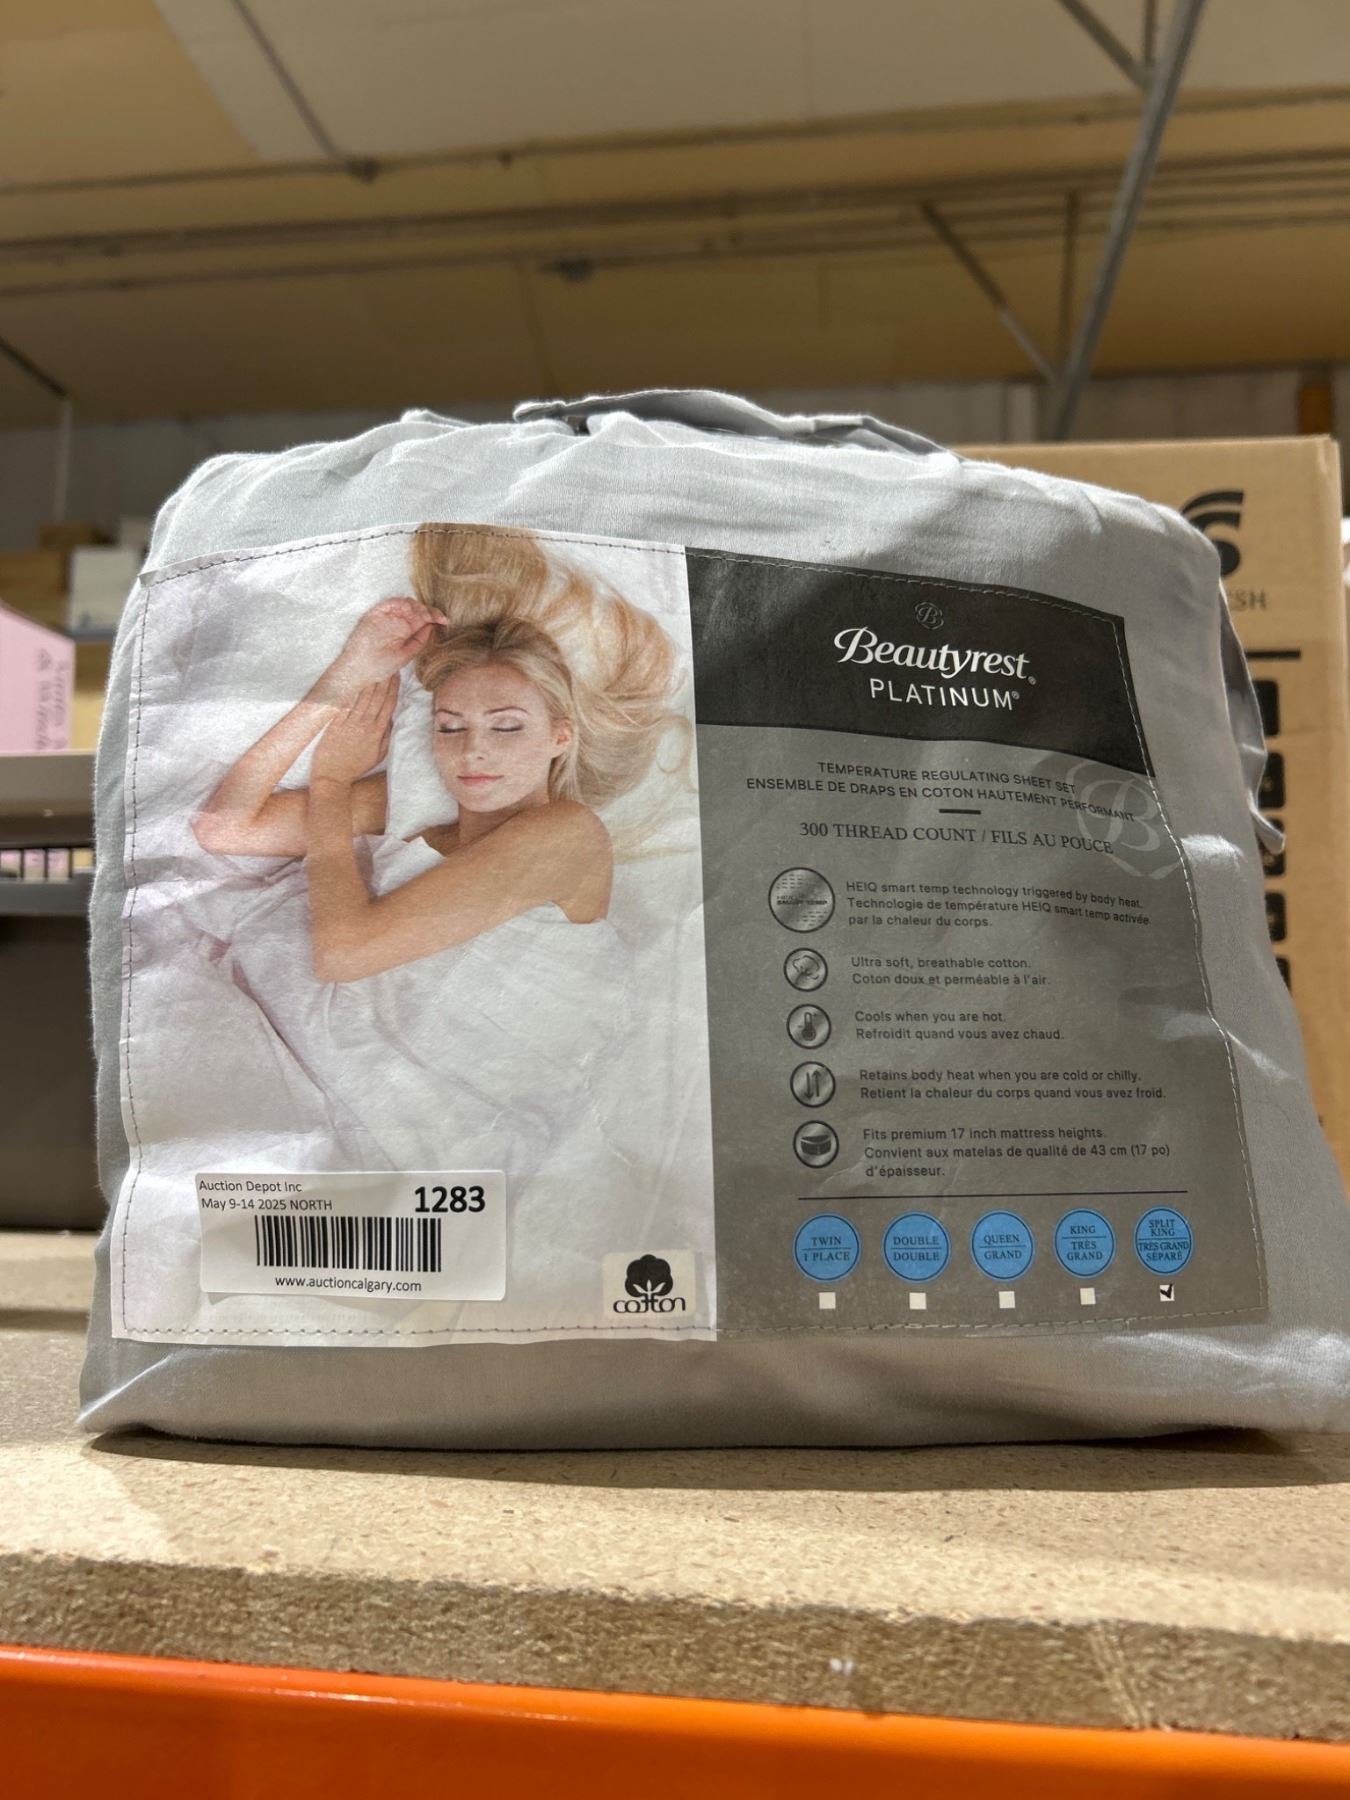 Beautyrest®
PLATINUM®
TEMPERATURE REGULATING SHEET SET
ENSEMBLE DE DRAPS EN COTON HAUTEMENT PERFORMANT
300 THREAD COUNT / FILS AU POUCE
HEIQ smart temp technology triggered by body heat.
Technologie de température HEIQ smart temp activée
par la chaleur du corps.
Ultra soft, breathable cotton.
Coton doux et perméable à l'air.
Cools when you are hot.
Refroidit quand vous avez chaud.
Retains body heat when you are cold or chilly.
Retient la chaleur du corps quand vous avez froid.
Fits premium 17 inch mattress heights.
Convient aux matelas de qualité de 43 cm (17 po)
d'épaisseur.
TWIN
1 PLACE
DOUBLE
DOUBLE
QUEEN
GRAND
KING
TRÈS
GRAND
SPLIT
KING
TRÈS GRAND
SÉPARÉ
Auction Depot Inc
May 9-14 2025 NORTH
1283
www.auctioncalgary.com
cotton